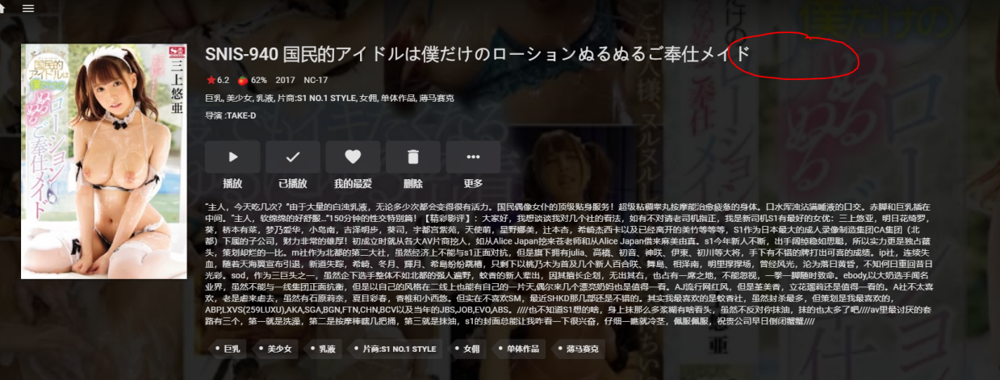 SNIS-940 国民的アイドルは僕だけのローションぬるぬるご奉仕メイド
6.2 62% 2017 NC-17
巨乳, 美少女, 乳液, 片商:S1 NO.1 STYLE, 女佣, 单体作品, 薄马赛克
导演 :TAKE-D
播放 已播放 我的最爱 删除 更多
“主人，今天吃几次？”由于大量的白浊乳液，无论多少次都会变得很有活力。国民偶像女仆的顶级贴身服务！超级粘稠睾丸按摩能治愈疲惫的身体。口水浑浊沾满唾液的口交。赤脚和巨乳插在
中间。“主人，软绵绵的好舒服...”150分钟的性交特别篇！【精彩影评】：大家好，我想谈谈我对几个社的看法，如有不对请老司机指正，我是新司机S1有最好的女优：三上悠亚，明日花绮罗，
葵，桥本有菜，梦乃爱华，小岛南，吉泽明步，葵司，宇都宫紫苑，天使萌，星野娜美，辻本杏，希崎杰西卡以及已经离开的美竹等等等，S1作为日本最大的成人录像制造集团CA集团（北
都）下属的子公司，财力非常的雄厚！初成立时就从各大AV片商挖人，如从Alice Japan挖来苍老师和从Alice Japan借来麻美由真。s1今年新人不断，出手阔绰稳如思聪，所以实力更是独占鳌
头，策划却烂的一比。m社作为北都的第二大社，虽然经济上不能与s1正面对抗，但是旗下拥有julia、高橋、初音、神咲、伊東、初川等大将，手下有不错的牌打出可喜的成绩。ip社，连续失
血，随着天海翼宣布引退，新道失踪，希崎、冬月、輝月、希島纷纷跳槽，只剩下以桃乃木为首及几个新人百合咲、舞島、相洋南，明里撑撑场，曾经风光，沦为落日黄昏，不知何日重回昔日
光彩。sod，作为三巨头之一，虽然企下选手整体不如北都的强人遍野，蚊香的新人辈出，因其擅长企划，无出其右，也占有一席之地，不能忽视，一拳一脚随时致命。ebody,以大奶选手闻名
业界，虽然不能与一线集团正面抗衡，但是以自己的风格在二线上也能有自己的一片天,偶尔来几个漂亮奶妈也是值得一看。AJ流行网红风，但是堇美香，立花瑠莉还是值得一看的。A社不太喜
欢，老是虐来虐去，虽然有石原莉奈，夏目彩春，香椎和小西悠。但实在不喜欢SM，最近SHKD那几部还是不错的。其实我最喜欢的是蚊香社，虽然封杀最多，但策划是我最喜欢的，
ABP,LXVS(259LUXU),AKA,SGA,BGN,FTN,CHN,BCV以及当年的JBS,JOB,EVO,ABS。////也不知道S1想的啥，身上抹那么多浆糊有啥看头，虽然不反对你抹油，抹的也太多了吧////av里最讨厌的套
路有三个，第一就是洗澡，第二是按摩棒瞎几把捅，第三就是抹油，s1的封面总能让我咋看一下很兴奋，仔细一瞧就冷茎，佩服佩服，祝贵公司早日倒闭蟹蟹////
巨乳 美少女 乳液 片商:S1 NO.1 STYLE 女佣 单体作品 薄马赛克
三上悠亜
国民的
アイドルは
僕だけの
ローション
ぬるぬる
ご奉仕メイド